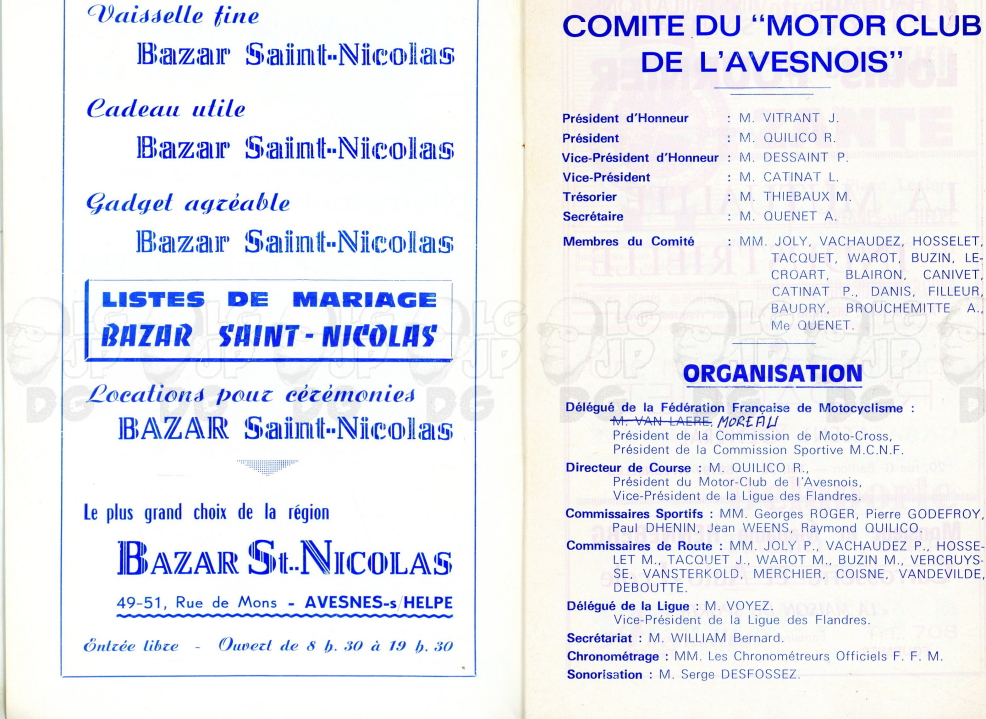 Vaisselle fine
Bazar Saint-Nicolas
Cadeau utile
Bazar Saint-Nicolas
Gadget agréable
Bazar Saint-Nicolas
LISTES DE MARIAGE
BAZAR SAINT-NICOLAS
Locations pour cérémonies
BAZAR Saint-Nicolas
Le plus grand choix de la région
BAZAR St.-NICOLAS
49-51, Rue de Mons - AVESNES-s/HELPE
Entrée libre - Ouvert de 8 h. 30 à 19 h. 30
COMITE DU "MOTOR CLUB
DE L'AVESNOIS"
Président d'Honneur : M. VITRANT J.
Président : M. QUILICO R.
Vice-Président d'Honneur : M. DESSAINT P.
Vice-Président : M. CATINAT L.
Trésorier : M. THIEBAUX M.
Secrétaire : M. QUENET A.
Membres du Comité : MM. JOLY, VACHAUDEZ, HOSSELET,
TACQUET, WAROT, BUZIN, LE-
CROART, BLAIRON, CANIVET,
CATINAT P., DANIS, FILLEUR,
BAUDRY, BROUCHEMITTE A.,
Me QUENET.
ORGANISATION
Délégué de la Fédération Française de Motocyclisme :
M. VAN LAERE, MOREAU
Président de la Commission de Moto-Cross,
Président de la Commission Sportive M.C.N.F.
Directeur de Course : M. QUILICO R.,
Président du Motor-Club de l'Avesnois,
Vice-Président de la Ligue des Flandres.
Commissaires Sportifs : MM. Georges ROGER, Pierre GODEFROY,
Paul DHENIN, Jean WEENS, Raymond QUILICO.
Commissaires de Route : MM. JOLY P., VACHAUDEZ P., HOSSE-
LET M., TACQUET J., WAROT M., BUZIN M., VERCRUYS-
SE, VANSTERKOLD, MERCHIER, COISNE, VANDEVILDE,
DEBOUTTE.
Délégué de la Ligue : M. VOYEZ.
Vice-Président de la Ligue des Flandres.
Secrétariat : M. WILLIAM Bernard.
Chronométrage : MM. Les Chronométreurs Officiels F. F. M.
Sonorisation : M. Serge DESFOSSEZ.